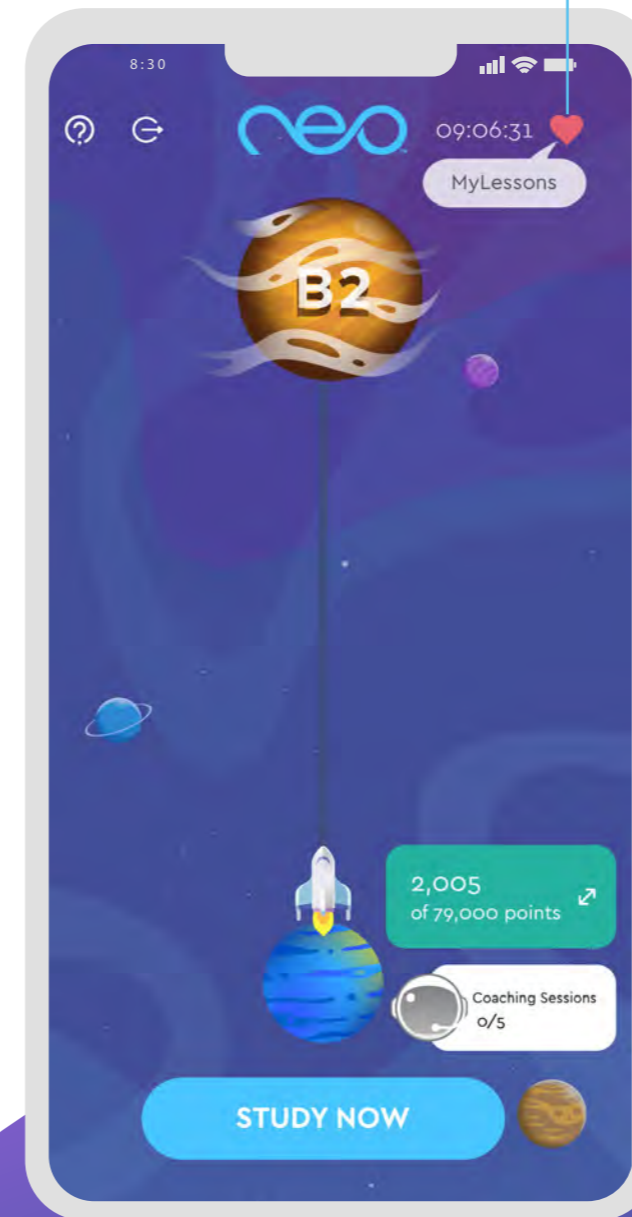 8:30
neo
09:06:31
MyLessons
B2
2,005
of 79,000 points
Coaching Sessions
0/5
STUDY NOW